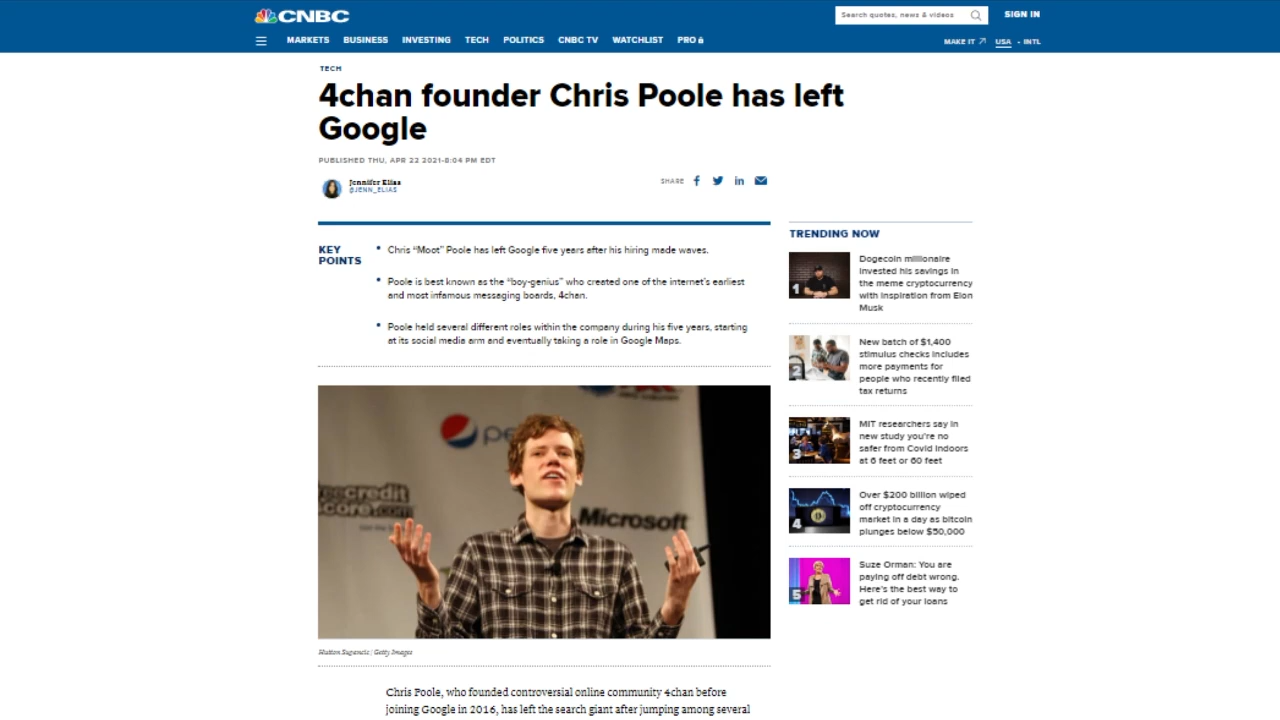 CNBC
Search quotes, news & videos
SIGN IN
MARKETS BUSINESS INVESTING TECH POLITICS CNBC TV WATCHLIST PRO
MAKE IT USA • INTL
TECH
4chan founder Chris Poole has left
Google
PUBLISHED THU, APR 22 2021•8:04 PM EDT
Jennifer Elias
@JENN_ELIAS
SHARE
KEY
POINTS
• Chris “Moot” Poole has left Google five years after his hiring made waves.
• Poole is best known as the “boy-genius” who created one of the internet’s earliest
and most infamous messaging boards, 4chan.
• Poole held several different roles within the company during his five years, starting
at its social media arm and eventually taking a role in Google Maps.
pe
credit
score.com
Microsoft
Hutton Supancic | Getty Images
Chris Poole, who founded controversial online community 4chan before
joining Google in 2016, has left the search giant after jumping among several
TRENDING NOW
1
Dogecoin millionaire
invested his savings in
the meme cryptocurrency
with inspiration from Elon
Musk
2
New batch of $1,400
stimulus checks includes
more payments for
people who recently filed
tax returns
3
MIT researchers say in
new study you’re no
safer from Covid indoors
at 6 feet or 60 feet
4
Over $200 billion wiped
off cryptocurrency
market in a day as bitcoin
plunges below $50,000
5
Suze Orman: You are
paying off debt wrong.
Here’s the best way to
get rid of your loans